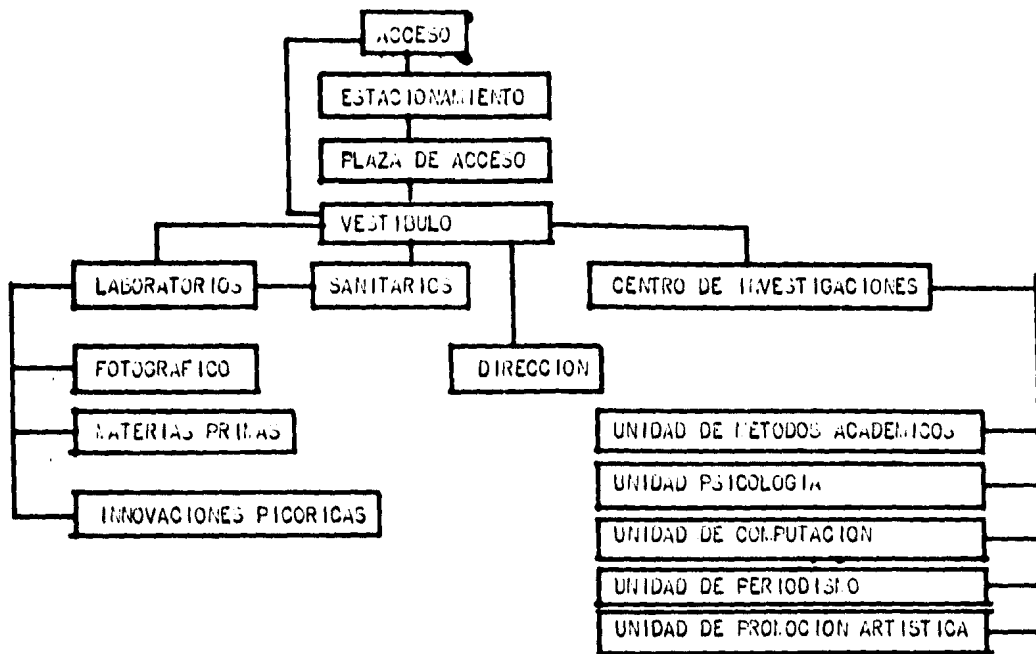 ACCESO
ESTACIONAMIENTO
PLAZA DE ACCESO
VESTIBULO
LABORATORIOS
SANITARIOS
CENTRO DE INVESTIGACIONES
FOTOGRAFICO
DIRECCION
MATERIAS PRIMAS
UNIDAD DE METODOS ACADEMICOS
UNIDAD PSICOLOGIA
INNOVACIONES PICORICAS
UNIDAD DE COMPUTACION
UNIDAD DE PERIODISMO
UNIDAD DE PROMOCION ARTISTICA